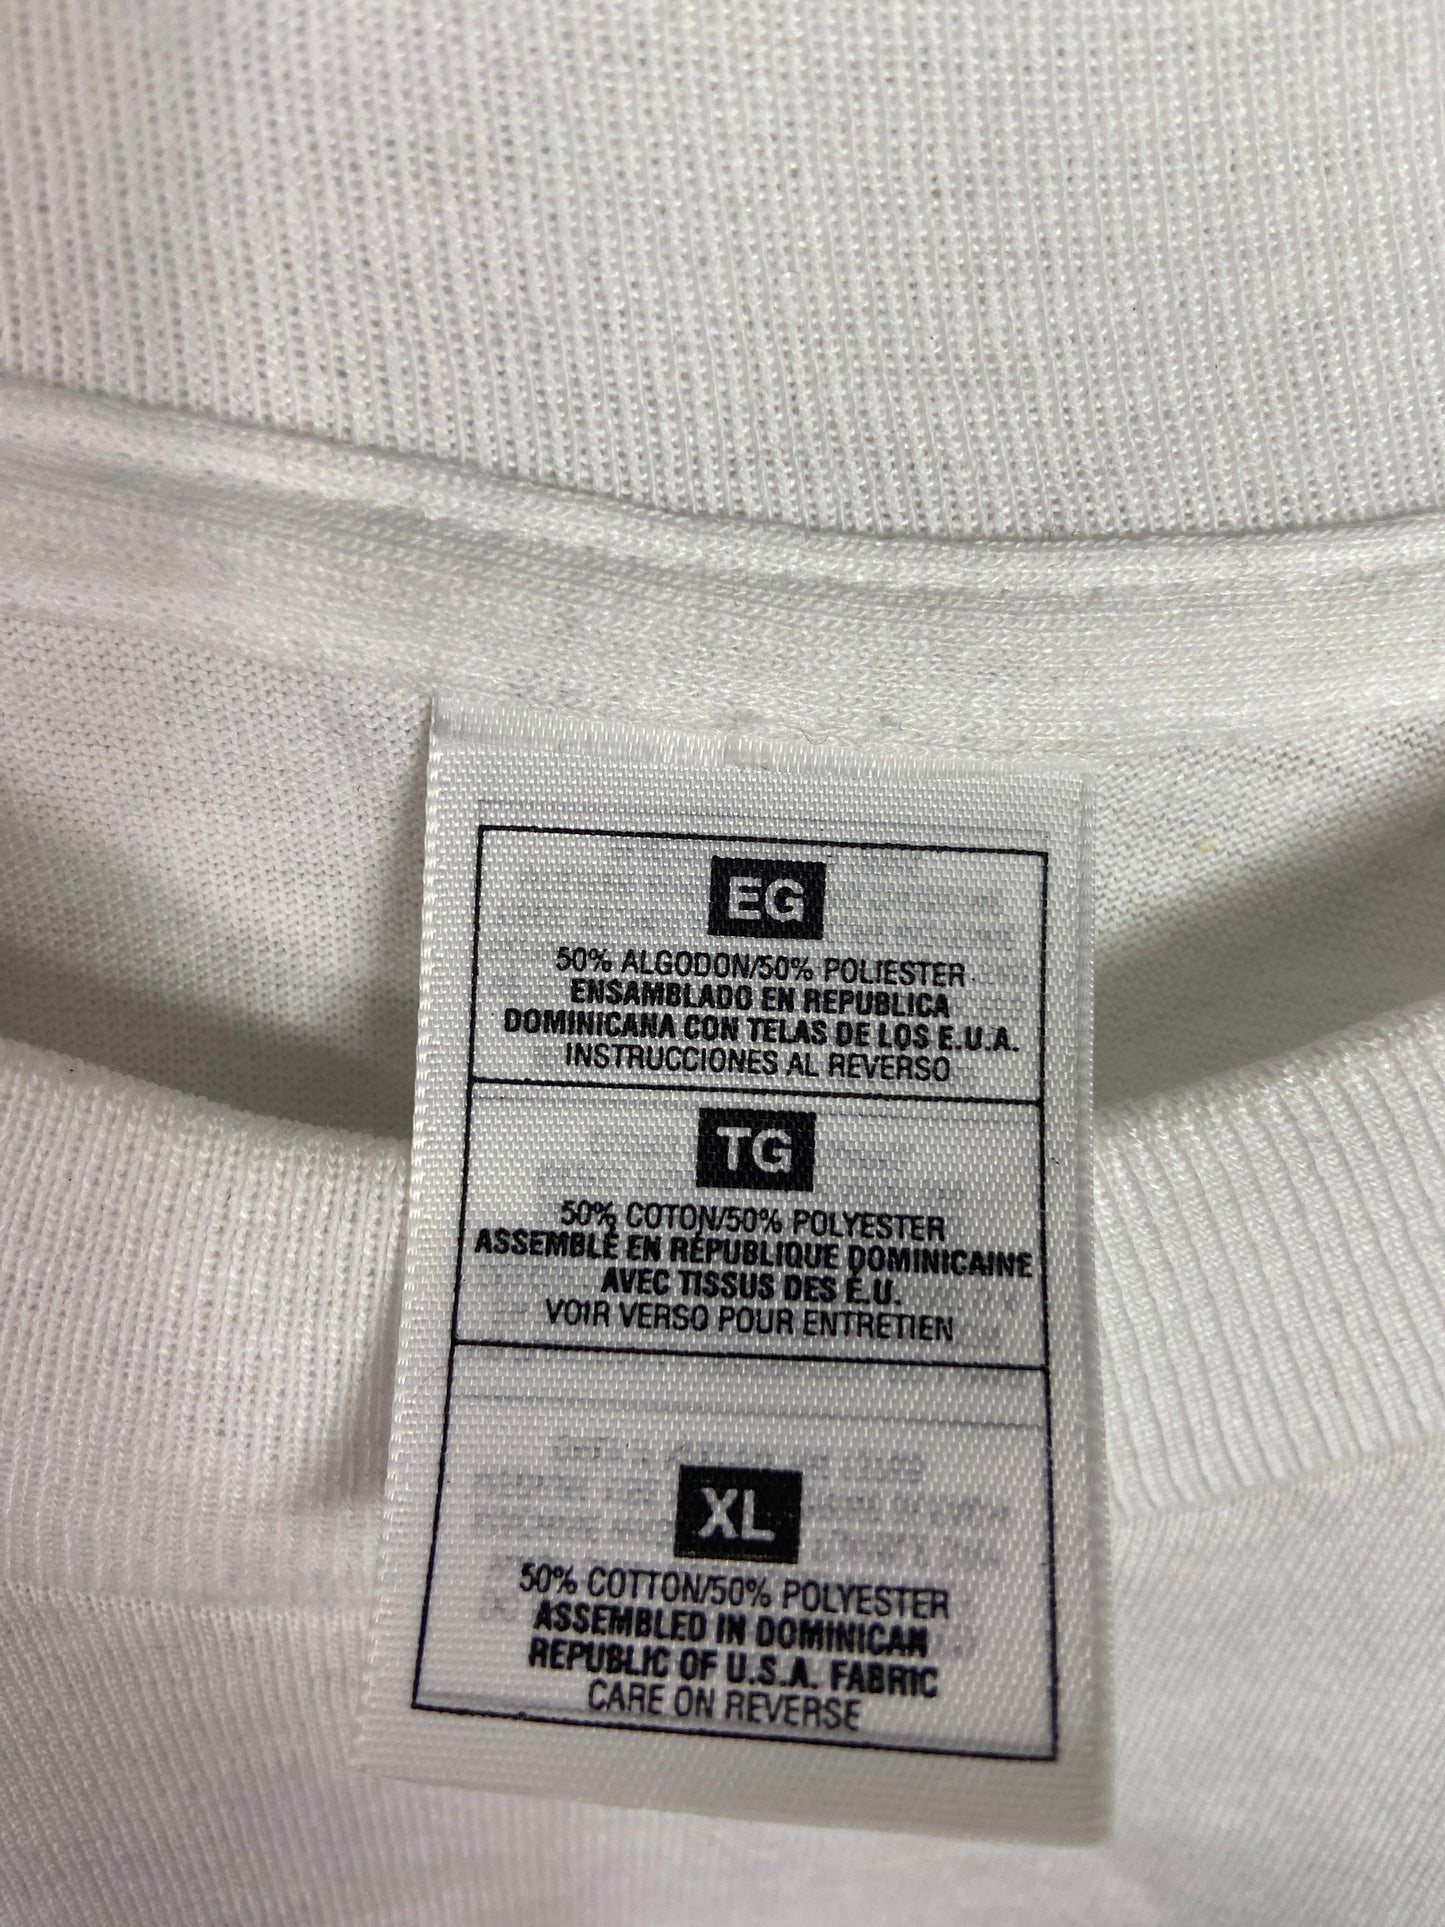 EG
50% ALGODON/50% POLIESTER
ENSAMBLADO EN REPUBLICA
DOMINICANA CON TELAS DE LOS E.U.A.
INSTRUCCIONES AL REVERSO
TG
50% COTON/50% POLYESTER
ASSEMBLÉ EN RÉPUBLIQUE DOMINICAINE
AVEC TISSUS DES É.U.
VOIR VERSO POUR ENTRETIEN
XL
50% COTTON/50% POLYESTER
ASSEMBLED IN DOMINICAN
REPUBLIC OF U.S.A. FABRIC
CARE ON REVERSE